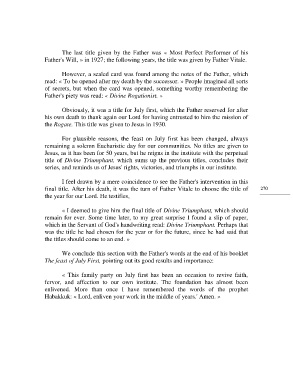 The last title given by the Father was « Most Perfect Performer of his
Father's Will, » in 1927; the following years, the title was given by Father Vitale.
However, a sealed card was found among the notes of the Father, which
read: « To be opened after my death by the successor. » People imagined all sorts
of secrets, but when the card was opened, something worthy remembering the
Father's piety was read: « Divine Rogationist. »
Obviously, it was a title for July first, which the Father reserved for after
his own death to thank again our Lord for having entrusted to him the mission of
the Rogate. This title was given to Jesus in 1930.
For plausible reasons, the feast on July first has been changed, always
remaining a solemn Eucharistic day for our communities. No titles are given to
Jesus, as it has been for 50 years, but he reigns in the institute with the perpetual
title of Divine Triumphant, which sums up the previous titles, concludes their
series, and reminds us of Jesus' rights, victories, and triumphs in our institute.
I feel drawn by a mere coincidence to see the Father's intervention in this
final title. After his death, it was the turn of Father Vitale to choose the title of
the year for our Lord. He testifies,
270
« I deemed to give him the final title of Divine Triumphant, which should
remain for ever. Some time later, to my great surprise I found a slip of paper,
which in the Servant of God's handwriting read: Divine Triumphant. Perhaps that
was the title he had chosen for the year or for the future, since he had said that
the titles should come to an end. »
We conclude this section with the Father's words at the end of his booklet
The feast of July First, pointing out its good results and importance:
« This family party on July first has been an occasion to revive faith,
fervor, and affection to our own institute. The foundation has almost been
enlivened. More than once I have remembered the words of the prophet
Habakkuk: « Lord, enliven your work in the middle of years.' Amen. »